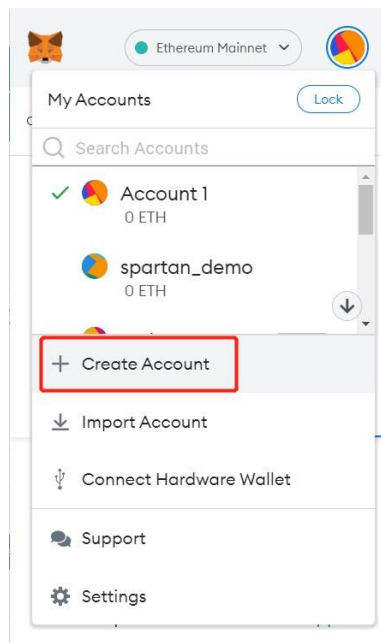 Ethereum Mainnet
My Accounts
Lock
Search Accounts
Account 1
0 ETH
spartan_demo
0 ETH
Create Account
Import Account
Connect Hardware Wallet
Support
Settings